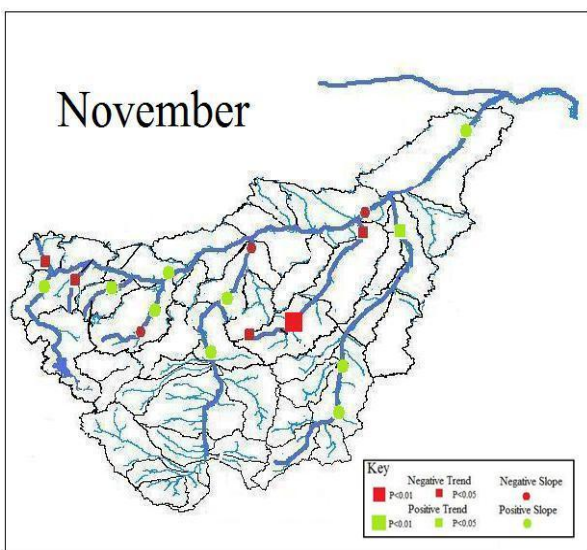 November
Key
Negative Trend Negative Slope
P<0.01 P<0.05
Positive Trend Positive Slope
P<0.01 P<0.05